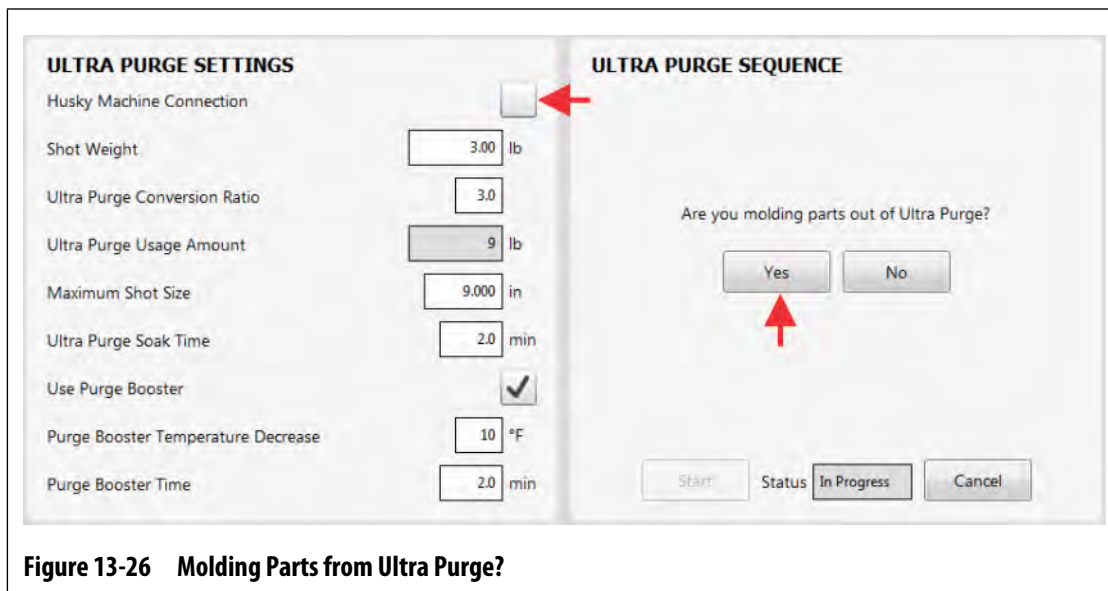 ULTRA PURGE SETTINGS
Husky Machine Connection
Shot Weight 3.00 lb
Ultra Purge Conversion Ratio 3.0
Ultra Purge Usage Amount 9 lb
Maximum Shot Size 9.000 in
Ultra Purge Soak Time 2.0 min
Use Purge Booster
Purge Booster Temperature Decrease 10 °F
Purge Booster Time 2.0 min
ULTRA PURGE SEQUENCE
Are you molding parts out of Ultra Purge?
Yes No
Start Status In Progress Cancel
Figure 13-26 Molding Parts from Ultra Purge?